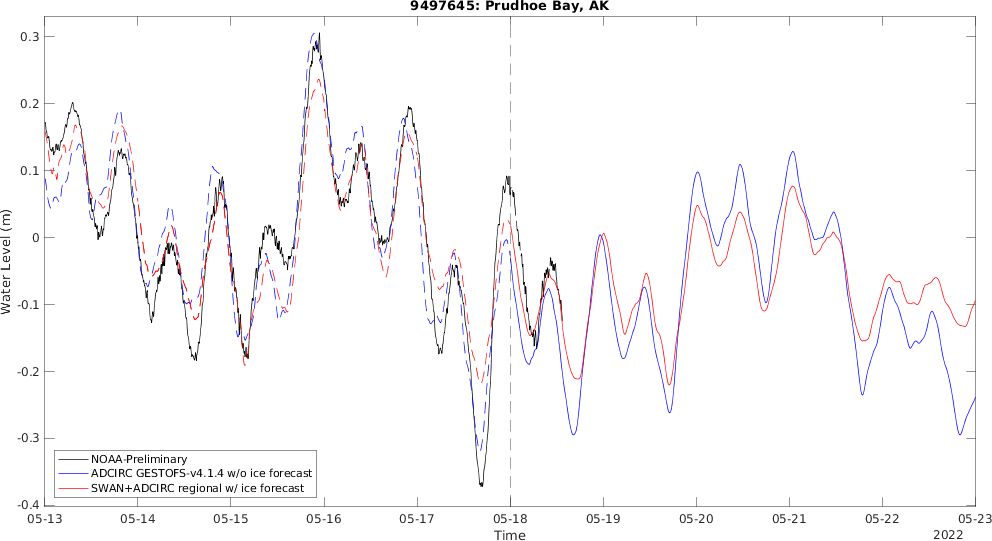 9497645: Prudhoe Bay, AK
0.3
0.2
0.1
0
-0.1
-0.2
-0.3
-0.4
Water Level (m)
NOAA-Preliminary
ADCIRC GESTOFS-v4.1.4 w/o ice forecast
SWAN+ADCIRC regional w/ ice forecast
05-13 05-14 05-15 05-16 05-17 05-18 05-19 05-20 05-21 05-22 05-23
Time
2022